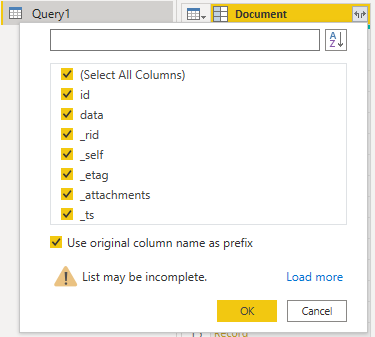 Query1
Document
A
Z
(Select All Columns)
id
data
_rid
_self
_etag
_attachments
_ts
Use original column name as prefix
List may be incomplete. Load more
OK Cancel
Record